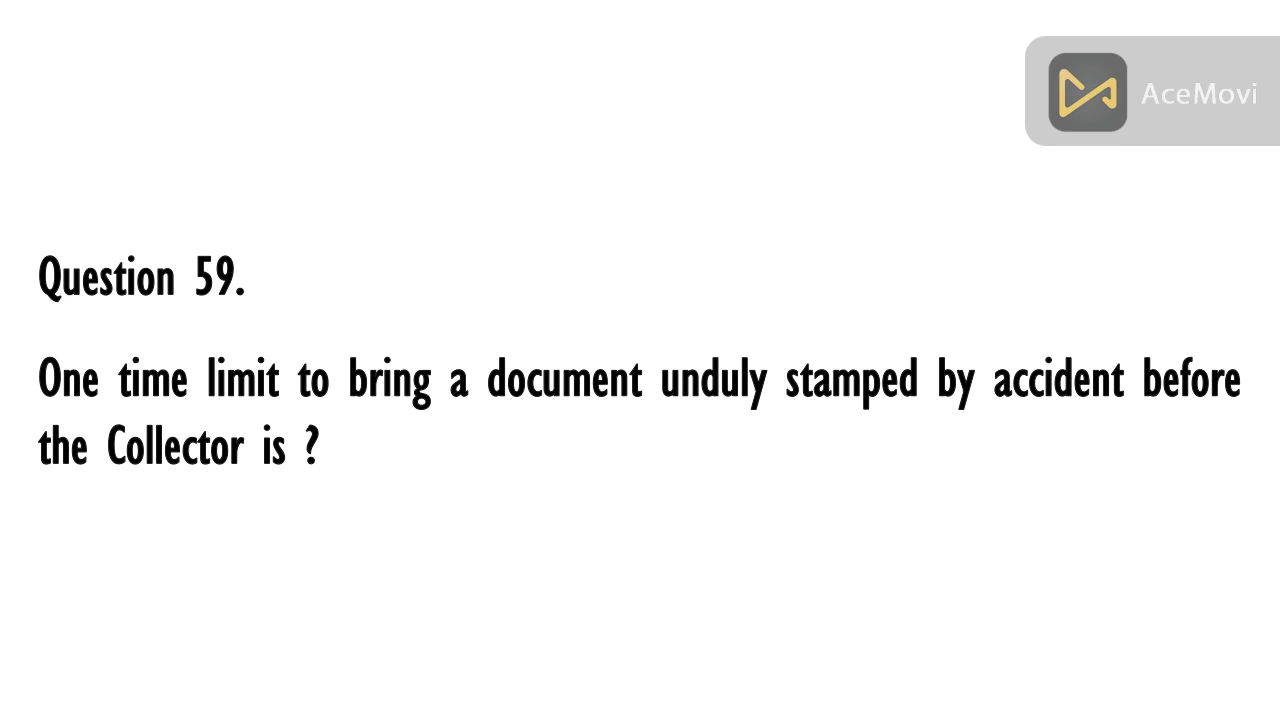 AceMovi
Question 59.
One time limit to bring a document unduly stamped by accident before
the Collector is ?